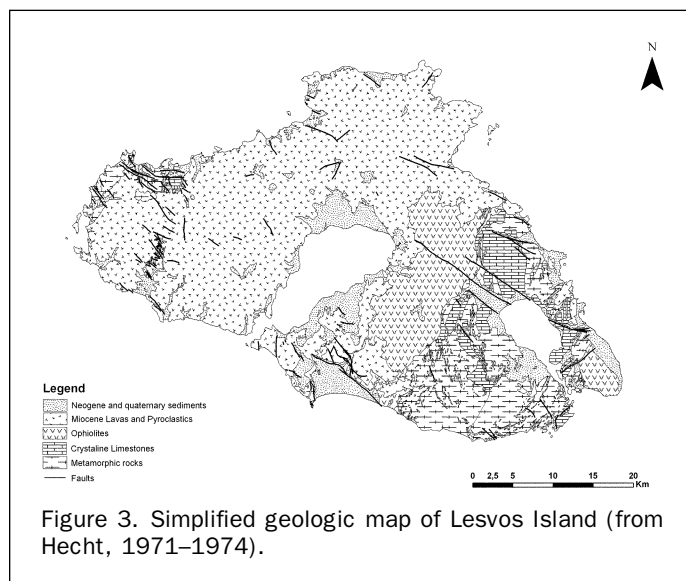 N
Legend
Neogene and quaternary sediments
Miocene Lavas and Pyroclastics
Ophiolites
Crystaline Limestones
Metamorphic rocks
Faults
0 2,5 5 10 15 20
Km
Figure 3. Simplified geologic map of Lesvos Island (from
Hecht, 1971–1974).